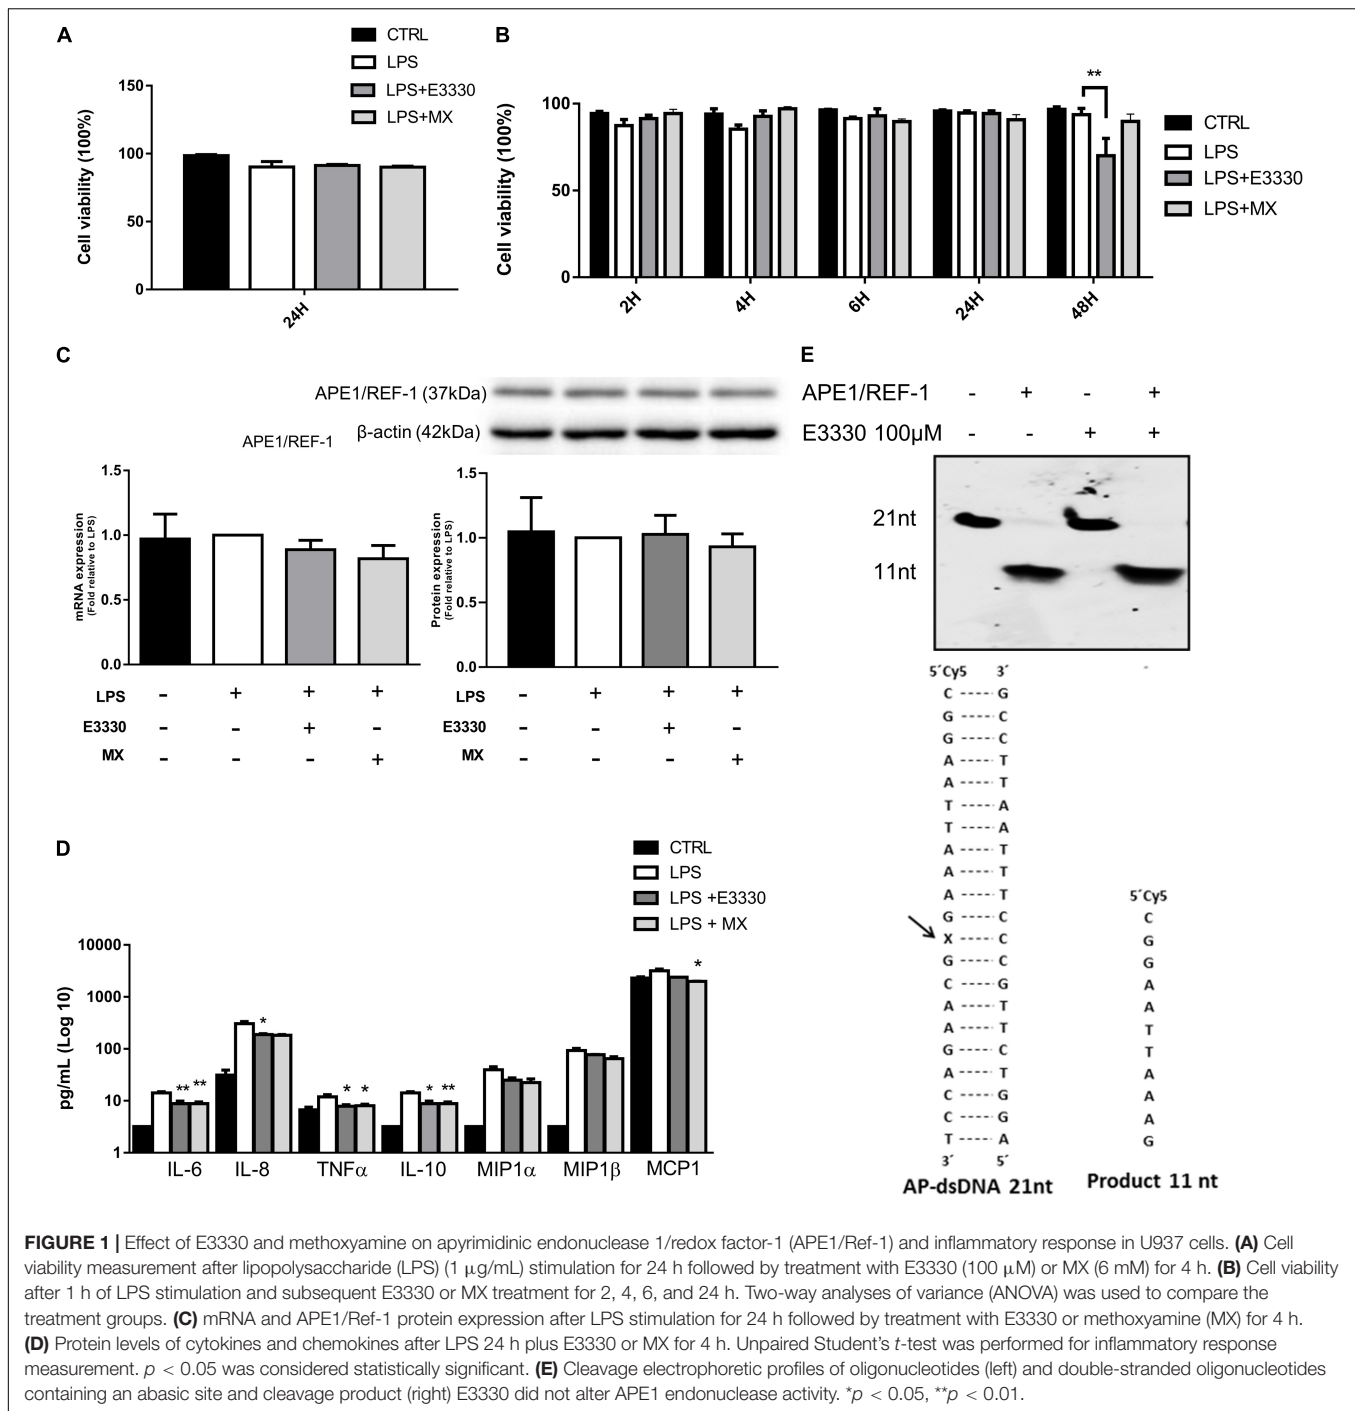 A
CTRL
LPS
LPS+E3330
LPS+MX
150
100
50
0
Cell viability (100%)
24H
B
100
50
0
Cell viability (100%)
**
CTRL
LPS
LPS+E3330
LPS+MX
2H
4H
6H
24H
48H
C
APE1/REF-1 (37kDa)
β-actin (42kDa)
APE1/REF-1
1.5
1.0
0.5
0.0
mRNA expression
(Fold relative to LPS)
1.5
1.0
0.5
0.0
Protein expression
(Fold relative to LPS)
LPS - + + +
E3330 - - + -
MX - - - +
LPS - + + +
E3330 - - + -
MX - - - +
D
CTRL
LPS
LPS +E3330
LPS + MX
10000
1000
100
10
1
pg/mL (Log 10)
** ** * * * * ** *
IL-6 IL-8 TNFα IL-10 MIP1α MIP1β MCP1
E
APE1/REF-1 - + - +
E3330 100μM - - + +
21nt
11nt
5´Cy5 3´
C ----- G
G ----- C
G ----- C
A ----- T
A ----- T
T ----- A
T ----- A
A ----- T
A ----- T
G ----- C
X ----- C
G ----- C
C ----- G
A ----- T
A ----- T
G ----- C
A ----- T
C ----- G
C ----- G
T ----- A
3´ 5´
AP-dsDNA 21nt
5´Cy5
C
G
G
A
A
T
T
A
A
A
G
Product 11 nt
FIGURE 1 | Effect of E3330 and methoxyamine on apyrimidinic endonuclease 1/redox factor-1 (APE1/Ref-1) and inflammatory response in U937 cells. (A) Cell
viability measurement after lipopolysaccharide (LPS) (1 μg/mL) stimulation for 24 h followed by treatment with E3330 (100 μM) or MX (6 mM) for 4 h. (B) Cell viability
after 1 h of LPS stimulation and subsequent E3330 or MX treatment for 2, 4, 6, and 24 h. Two-way analyses of variance (ANOVA) was used to compare the
treatment groups. (C) mRNA and APE1/Ref-1 protein expression after LPS stimulation for 24 h followed by treatment with E3330 or methoxyamine (MX) for 4 h.
(D) Protein levels of cytokines and chemokines after LPS 24 h plus E3330 or MX for 4 h. Unpaired Student's t-test was performed for inflammatory response
measurement. p < 0.05 was considered statistically significant. (E) Cleavage electrophoretic profiles of oligonucleotides (left) and double-stranded oligonucleotides
containing an abasic site and cleavage product (right) E3330 did not alter APE1 endonuclease activity. *p < 0.05, **p < 0.01.